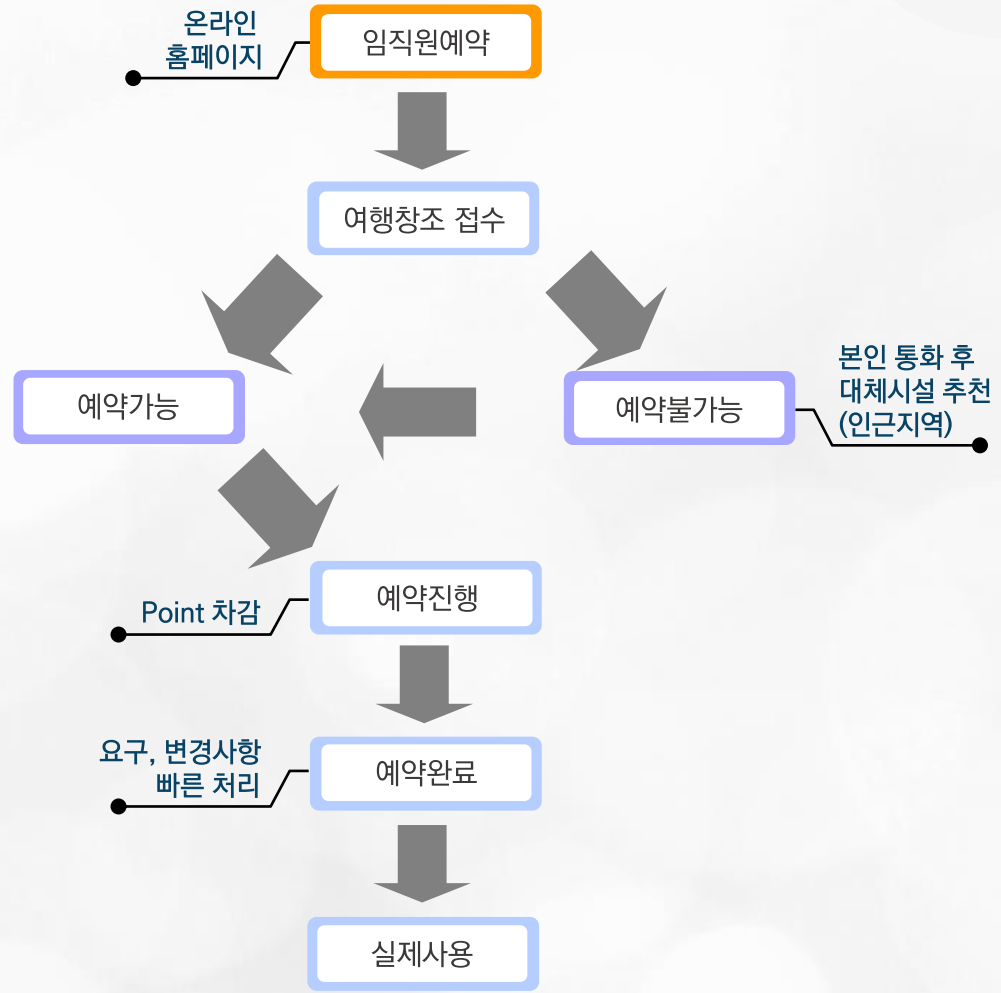 온라인
홈페이지
임직원예약
여행창조 접수
예약가능
예약불가능
본인 통화 후
대체시설 추천
(인근지역)
Point 차감
예약진행
요구, 변경사항
빠른 처리
예약완료
실제사용